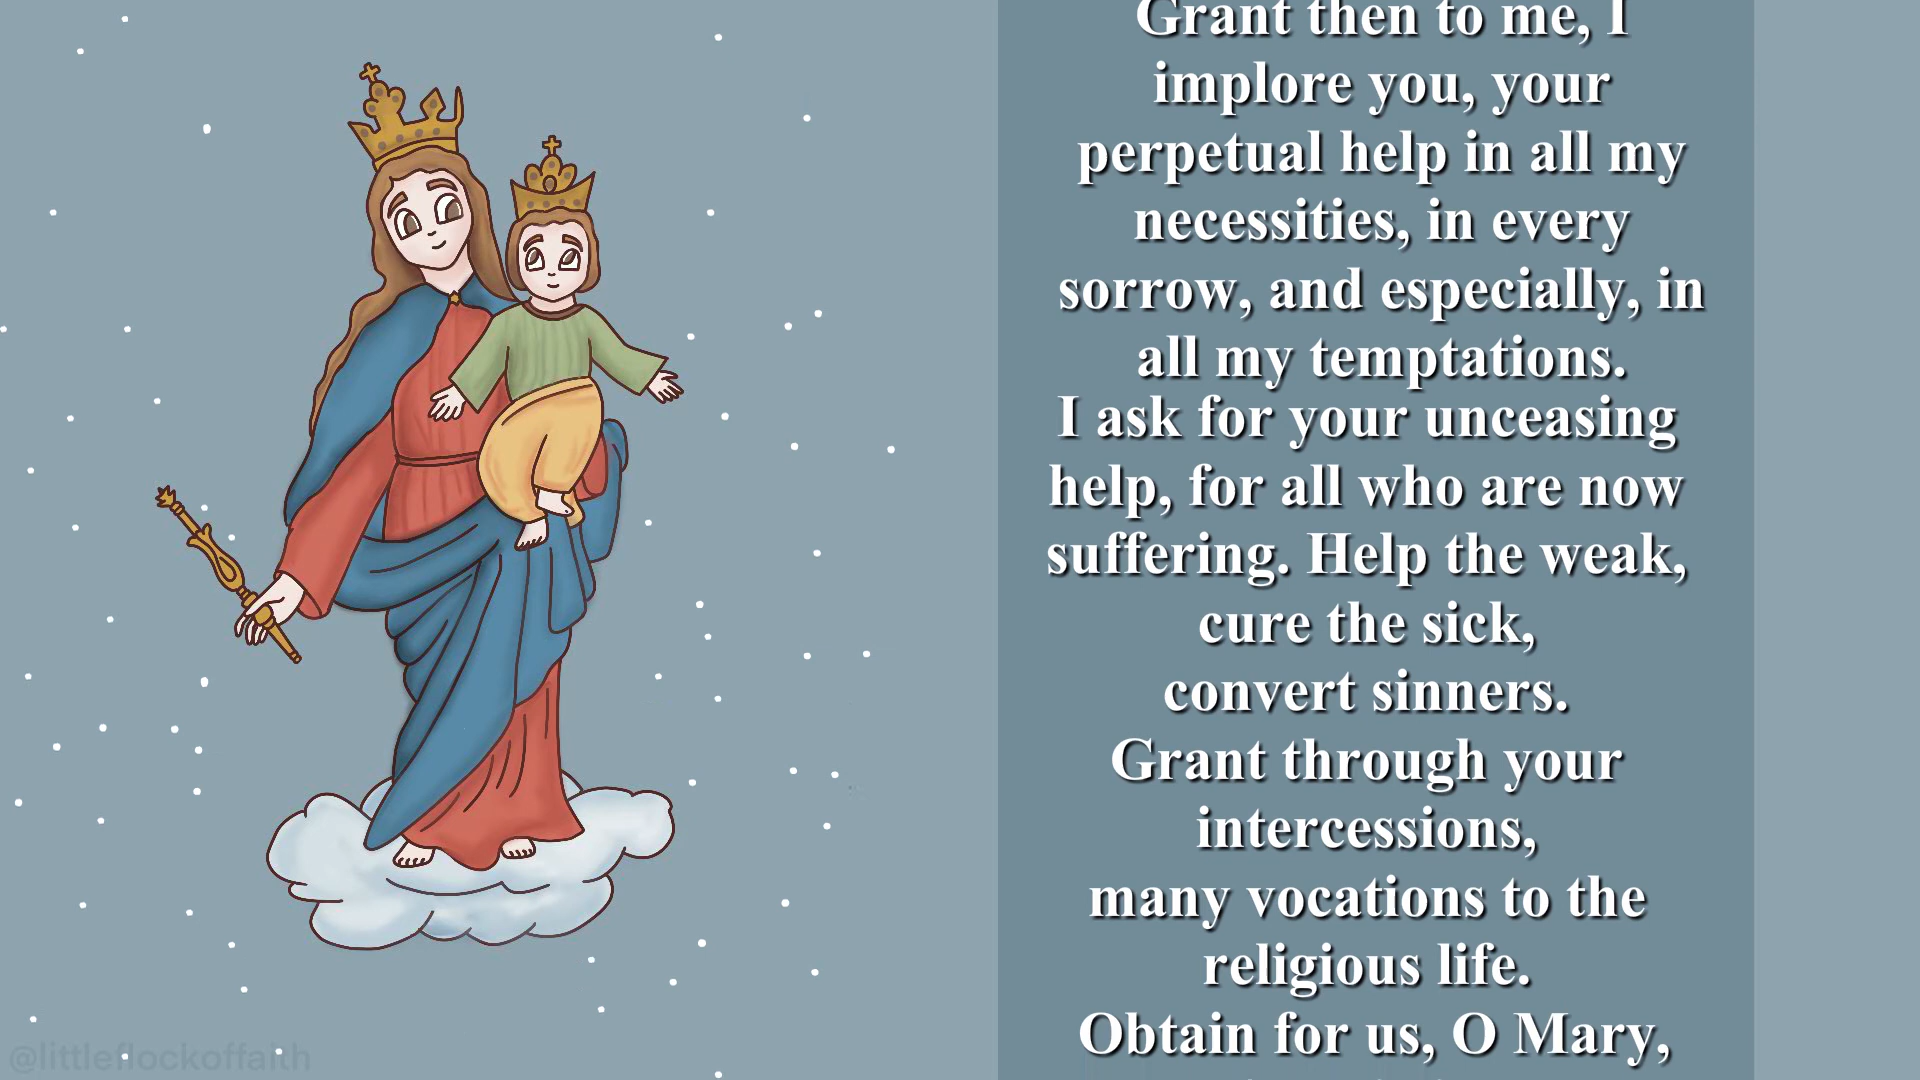 Grant then to me, I
implore you, your
perpetual help in all my
necessities, in every
sorrow, and especially, in
all my temptations.
I ask for your unceasing
help, for all who are now
suffering. Help the weak,
cure the sick,
convert sinners.
Grant through your
intercessions,
many vocations to the
religious life.
Obtain for us, O Mary,
@littleflockoffaith